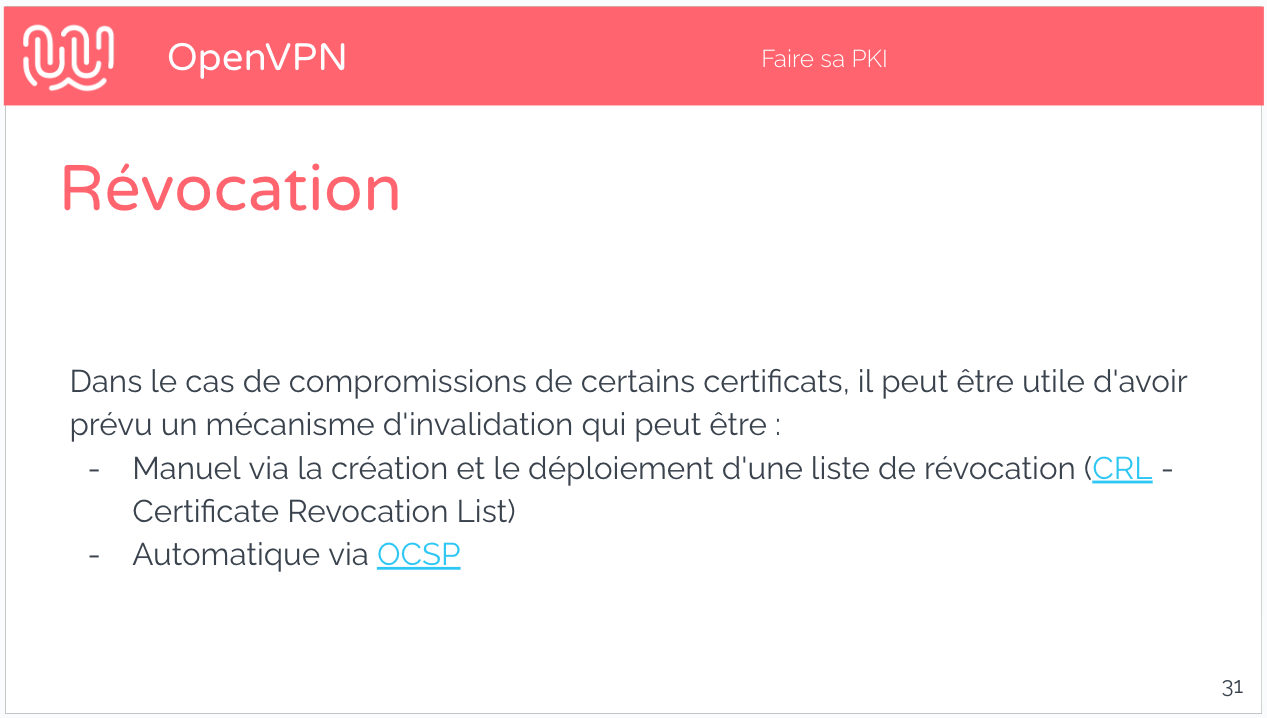 OpenVPN
Faire sa PKI
Révocation
Dans le cas de compromissions de certains certificats, il peut être utile d'avoir
prévu un mécanisme d'invalidation qui peut être :
- Manuel via la création et le déploiement d'une liste de révocation (CRL -
Certificate Revocation List)
- Automatique via OCSP
31